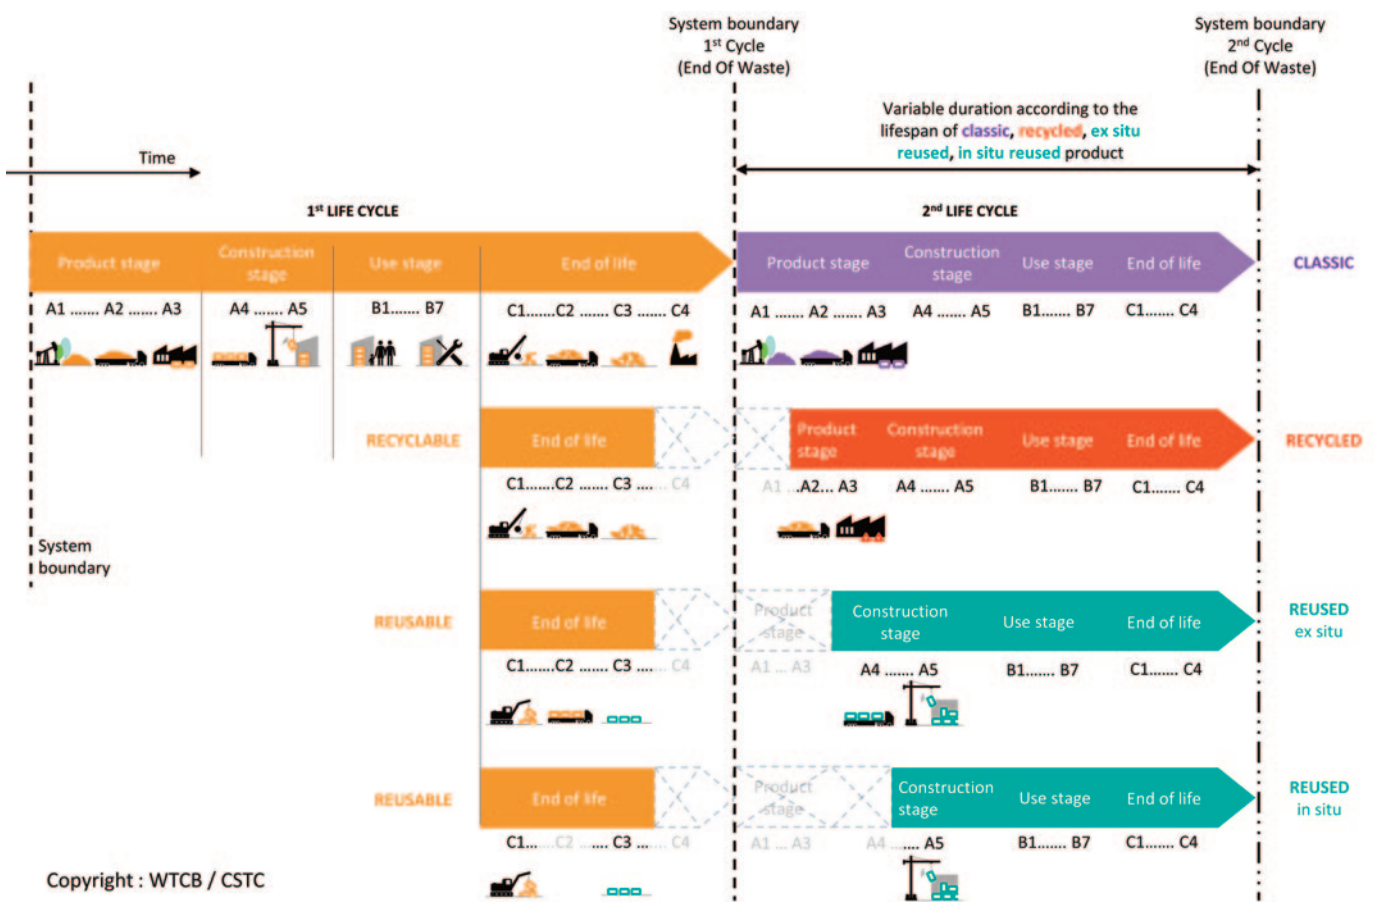 System boundary
1st Cycle
(End Of Waste)
System boundary
2nd Cycle
(End Of Waste)
Variable duration according to the
lifespan of classic, recycled, ex situ
reused, in situ reused product
Time
1st LIFE CYCLE
2nd LIFE CYCLE
Product stage
Construction
stage
Use stage
End of life
Product stage
Construction
stage
Use stage
End of life
CLASSIC
A1 ....... A2 ....... A3
A4 ....... A5
B1....... B7
C1.......C2 ....... C3 ....... C4
A1 ....... A2 ....... A3
A4 ....... A5
B1....... B7
C1....... C4
RECYCLABLE
End of life
Product
stage
Construction
stage
Use stage
End of life
RECYCLED
C1.......C2 ....... C3 ....... C4
A1 ...A2... A3
A4 ....... A5
B1....... B7
C1....... C4
System
boundary
REUSABLE
End of life
Product
stage
Construction
stage
Use stage
End of life
REUSED
ex situ
C1.......C2 ....... C3 ....... C4
A1 ... A3
A4 ....... A5
B1....... B7
C1....... C4
REUSABLE
End of life
Product
stage
Construction
stage
Use stage
End of life
REUSED
in situ
C1....... C2 ....... C3 ....... C4
A1 ... A3
A4 ....... A5
B1....... B7
C1....... C4
Copyright : WTCB / CSTC